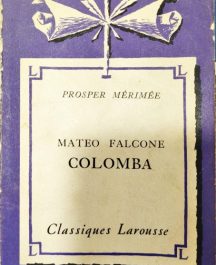 L L
PROSPER MÉRIMÉE
MATEO FALCONE
COLOMBA
Classiques Larousse
L L